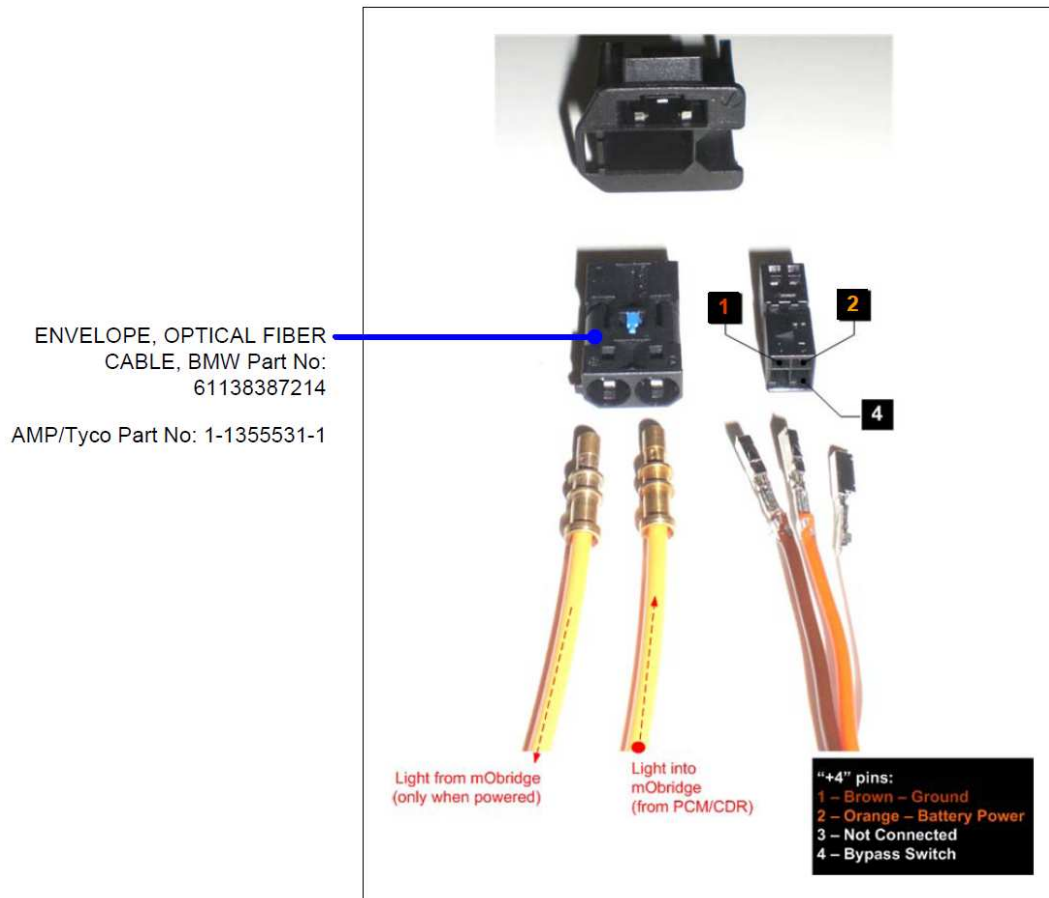 ENVELOPE, OPTICAL FIBER
CABLE, BMW Part No:
61138387214
AMP/Tyco Part No: 1-1355531-1
1
2
4
Light from mObridge
(only when powered)
Light into
mObridge
(from PCM/CDR)
“+4” pins:
1 – Brown – Ground
2 – Orange – Battery Power
3 – Not Connected
4 – Bypass Switch